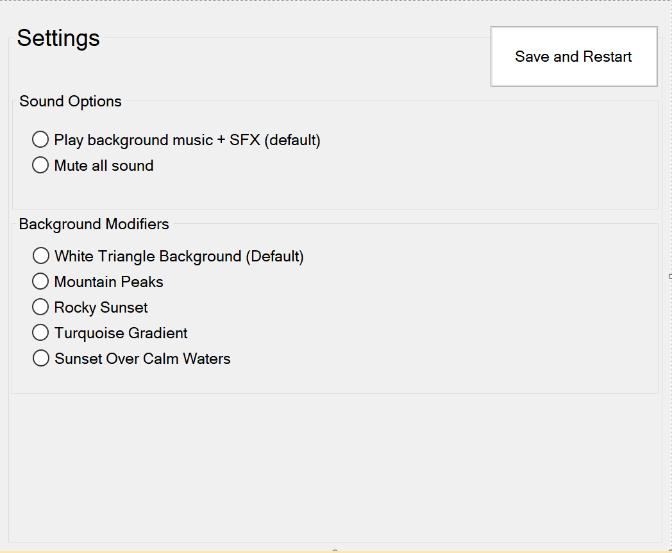 Settings
Save and Restart
Sound Options
Play background music + SFX (default)
Mute all sound
Background Modifiers
White Triangle Background (Default)
Mountain Peaks
Rocky Sunset
Turquoise Gradient
Sunset Over Calm Waters